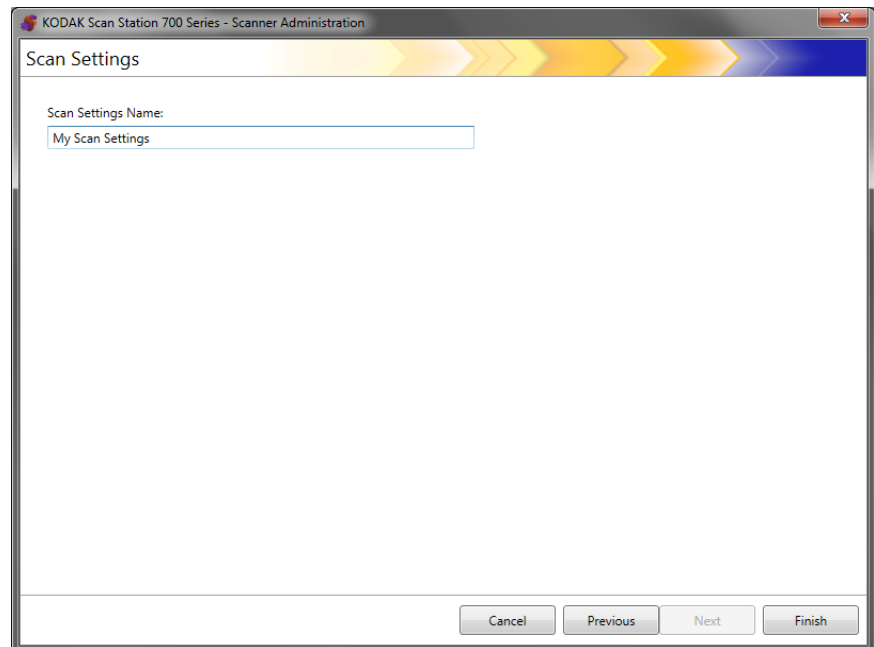 KODAK Scan Station 700 Series - Scanner Administration
Scan Settings
Scan Settings Name:
My Scan Settings
Cancel Previous Next Finish